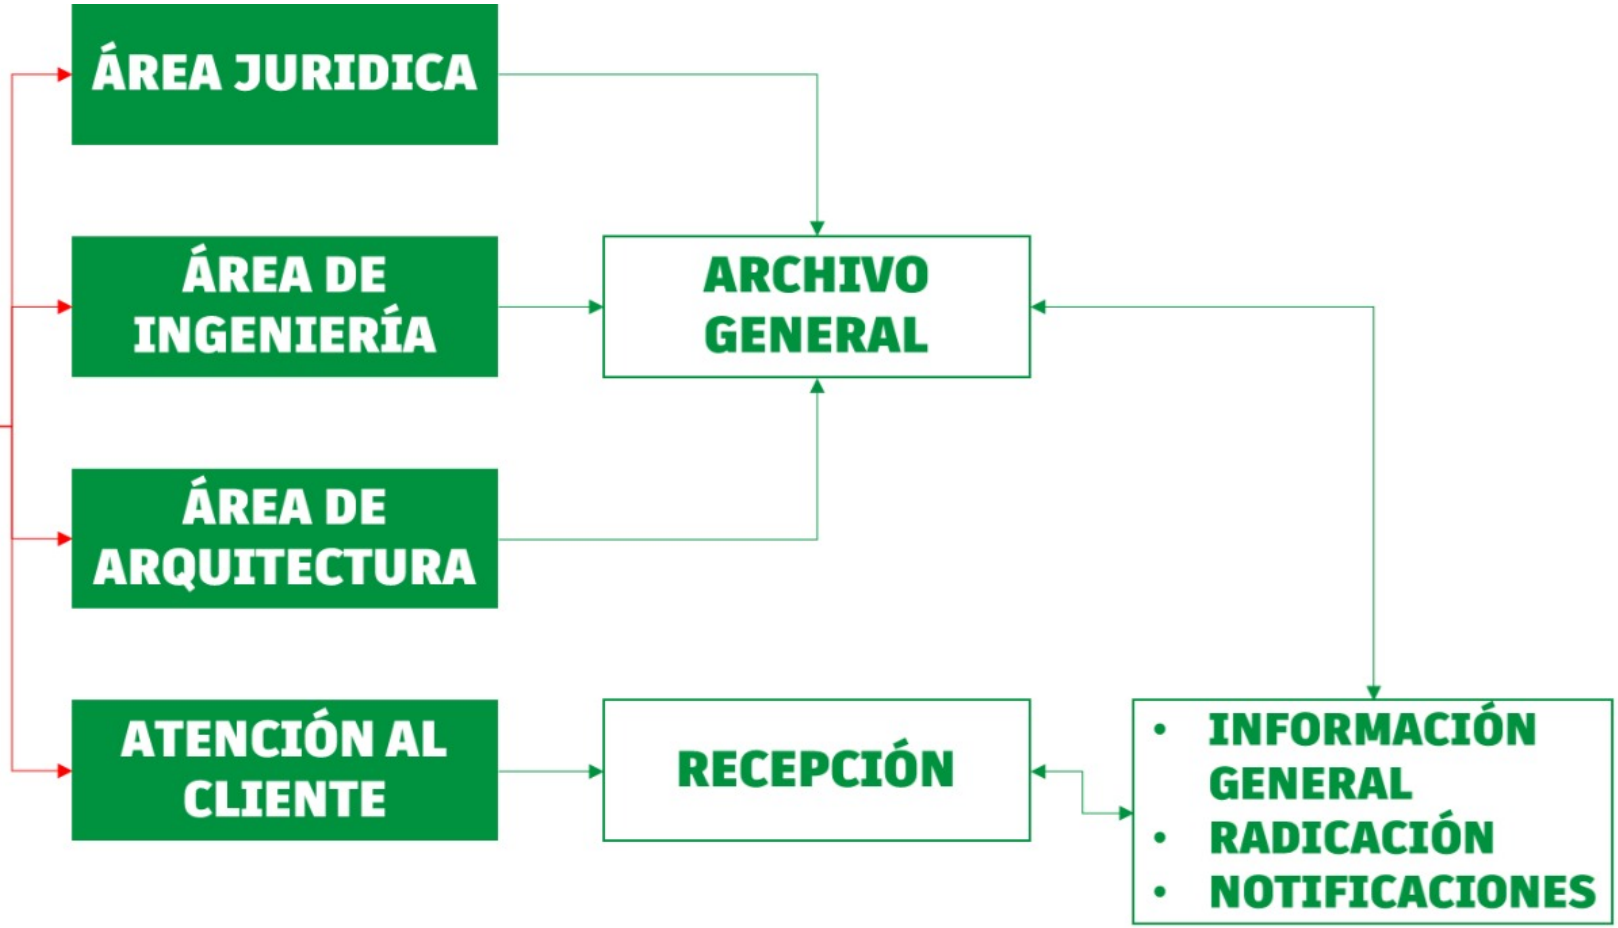 ÁREA JURIDICA
ÁREA DE
INGENIERÍA
ARCHIVO
GENERAL
ÁREA DE
ARQUITECTURA
ATENCIÓN AL
CLIENTE
RECEPCIÓN
• INFORMACIÓN
GENERAL
• RADICACIÓN
• NOTIFICACIONES